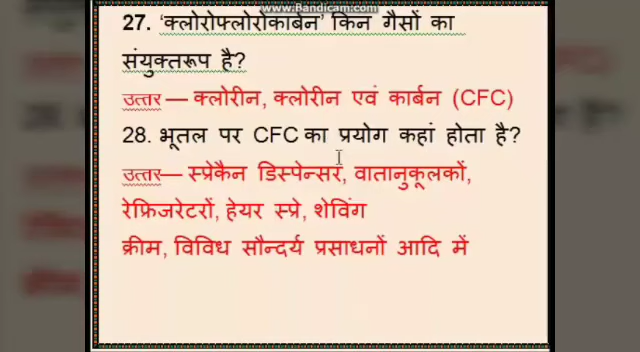 www.Bandicam.com
27. ‘क्लोरोफ्लोरोकार्बन’ किन गैसों का
संयुक्तरूप है?
उत्तर — क्लोरीन, क्लोरीन एवं कार्बन (CFC)
28. भूतल पर CFC का प्रयोग कहां होता है?
उत्तर— स्प्रेकैन डिस्पेन्सर, वातानुकूलकों,
रेफ्रिजरेटरों, हेयर स्प्रे, शेविंग
क्रीम, विविध सौन्दर्य प्रसाधनों आदि में